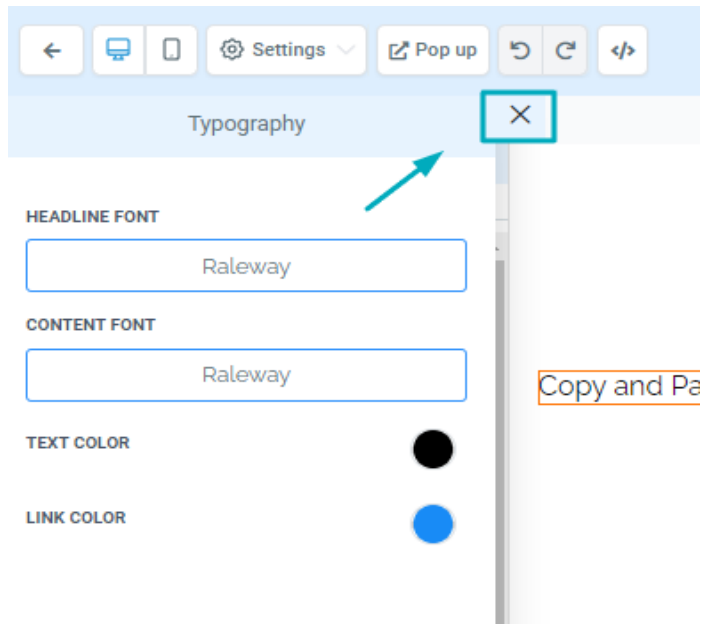 Settings Pop up </>
Typography
HEADLINE FONT
Raleway
CONTENT FONT
Raleway
Copy and Pa
TEXT COLOR
LINK COLOR